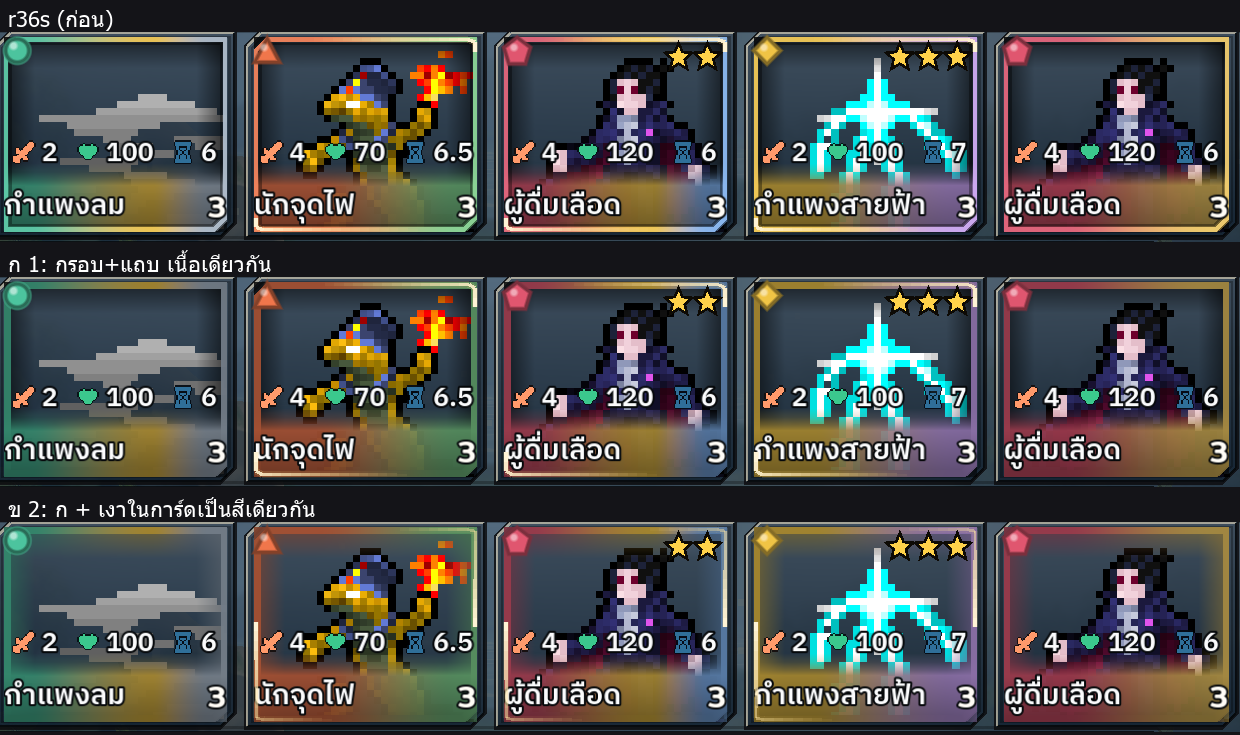 r36s (ก่อน)
2 100 6
กำแพงลม 3
4 70 6.5
นักจุดไฟ 3
4 120 6
ผู้ดื่มเลือด 3
2 100 7
กำแพงสายฟ้า 3
4 120 6
ผู้ดื่มเลือด 3
ก 1: กรอบ+แถบ เนื้อเดียวกัน
2 100 6
กำแพงลม 3
4 70 6.5
นักจุดไฟ 3
4 120 6
ผู้ดื่มเลือด 3
2 100 7
กำแพงสายฟ้า 3
4 120 6
ผู้ดื่มเลือด 3
ข 2: ก + เงาในการ์ดเป็นสีเดียวกัน
2 100 6
กำแพงลม 3
4 70 6.5
นักจุดไฟ 3
4 120 6
ผู้ดื่มเลือด 3
2 100 7
กำแพงสายฟ้า 3
4 120 6
ผู้ดื่มเลือด 3